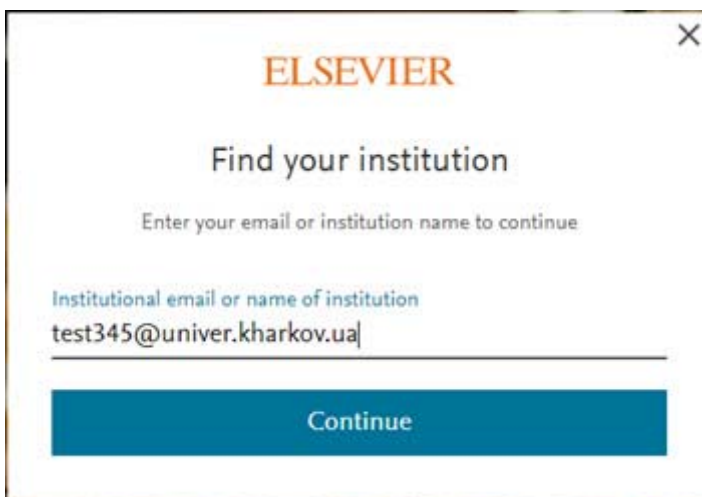 ELSEVIER
Find your institution
Enter your email or institution name to continue
Institutional email or name of institution
test345@univer.kharkov.ua
Continue